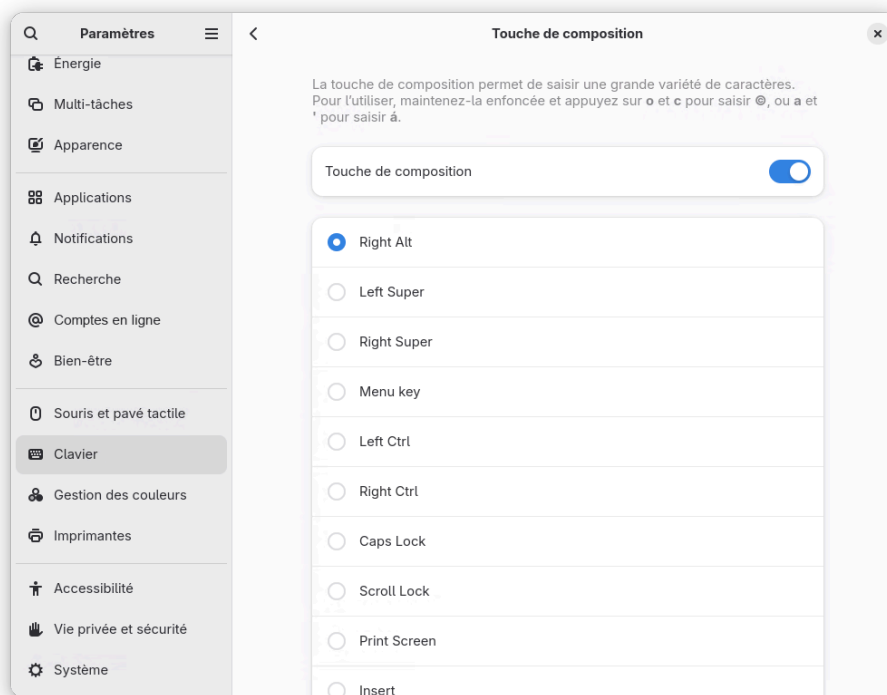 Paramètres
Énergie
Multi-tâches
Apparence
Applications
Notifications
Recherche
Comptes en ligne
Bien-être
Souris et pavé tactile
Clavier
Gestion des couleurs
Imprimantes
Accessibilité
Vie privée et sécurité
Système
Touche de composition
La touche de composition permet de saisir une grande variété de caractères.
Pour l'utiliser, maintenez-la enfoncée et appuyez sur o et c pour saisir ©, ou a et
' pour saisir á.
Touche de composition
Right Alt
Left Super
Right Super
Menu key
Left Ctrl
Right Ctrl
Caps Lock
Scroll Lock
Print Screen
Insert